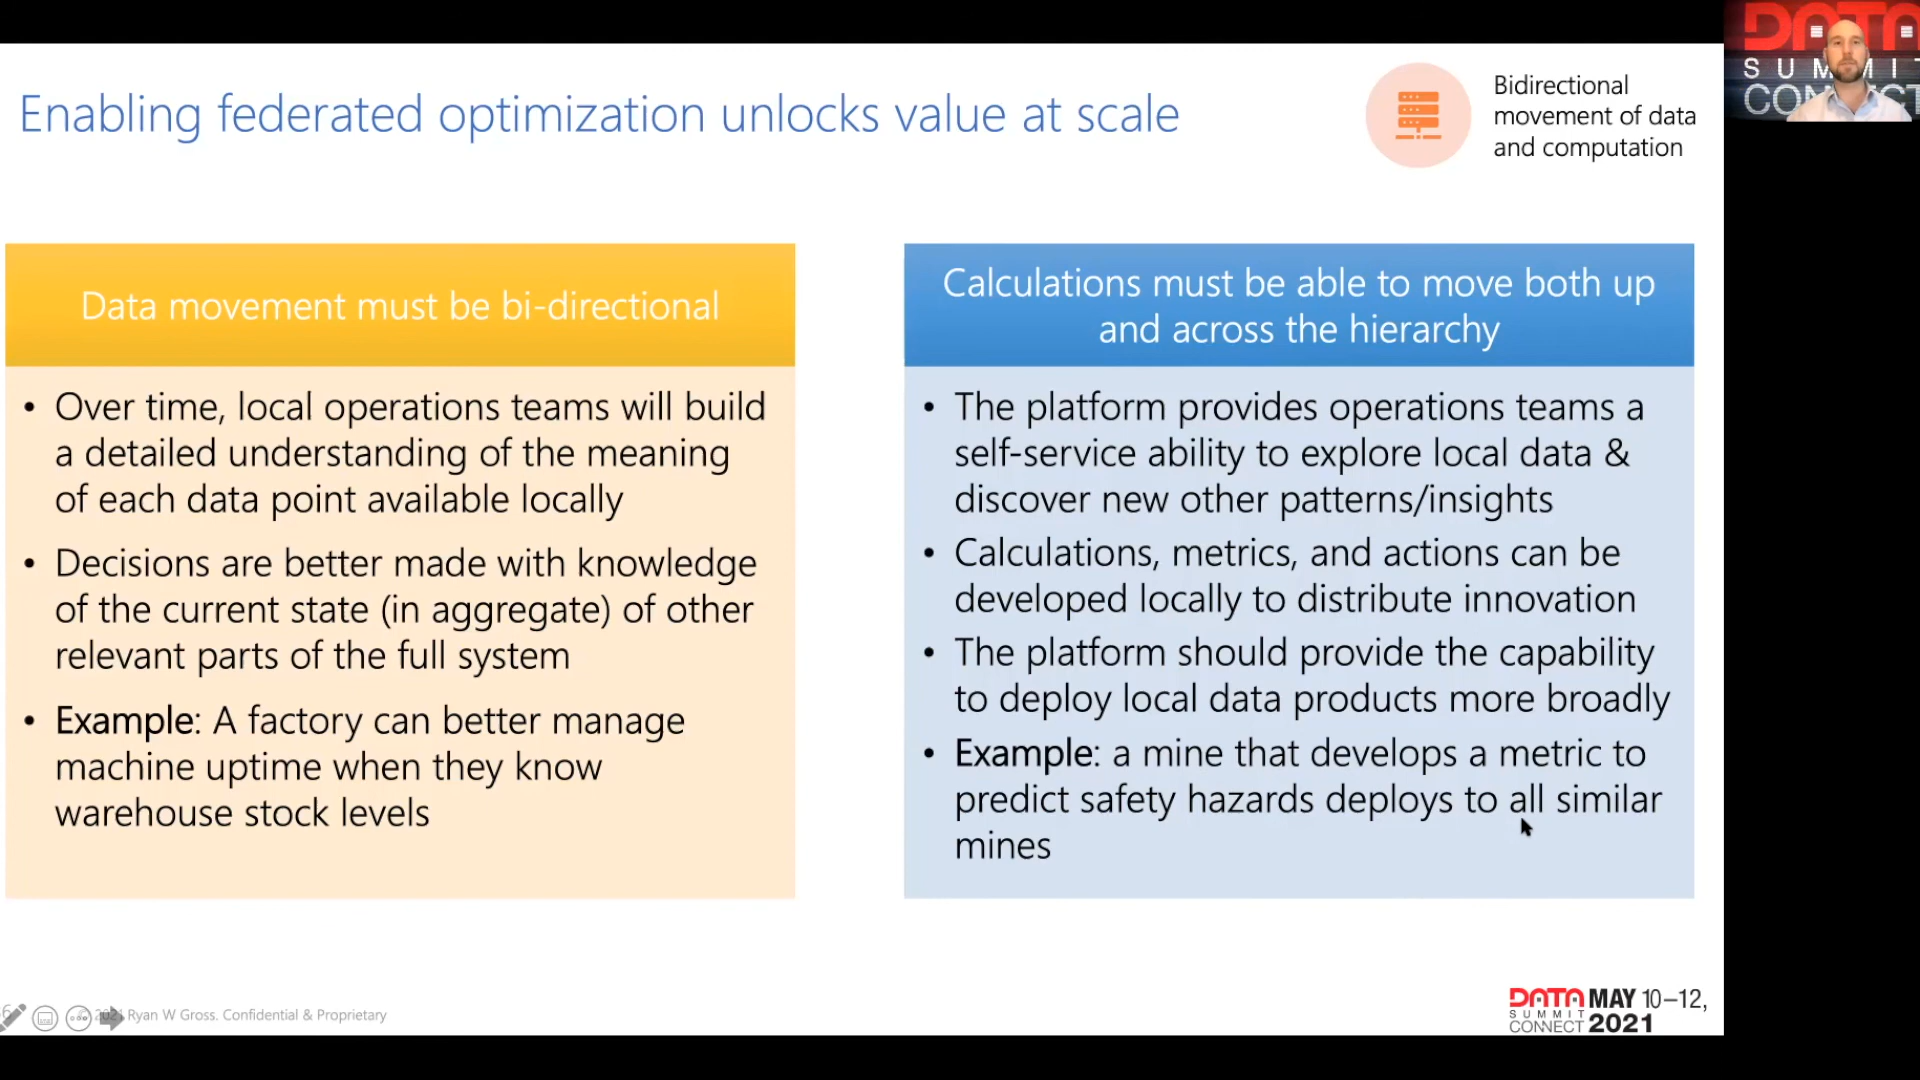 Enabling federated optimization unlocks value at scale
Bidirectional
movement of data
and computation
Data movement must be bi-directional
• Over time, local operations teams will build
a detailed understanding of the meaning
of each data point available locally
• Decisions are better made with knowledge
of the current state (in aggregate) of other
relevant parts of the full system
• Example: A factory can better manage
machine uptime when they know
warehouse stock levels
Calculations must be able to move both up
and across the hierarchy
• The platform provides operations teams a
self-service ability to explore local data &
discover new other patterns/insights
• Calculations, metrics, and actions can be
developed locally to distribute innovation
• The platform should provide the capability
to deploy local data products more broadly
• Example: a mine that develops a metric to
predict safety hazards deploys to all similar
mines
© 2021 Ryan W Gross. Confidential & Proprietary
DATA
SUMMIT
CONNECT
MAY 10–12,
2021
DATA
SUMMIT
CONNECT